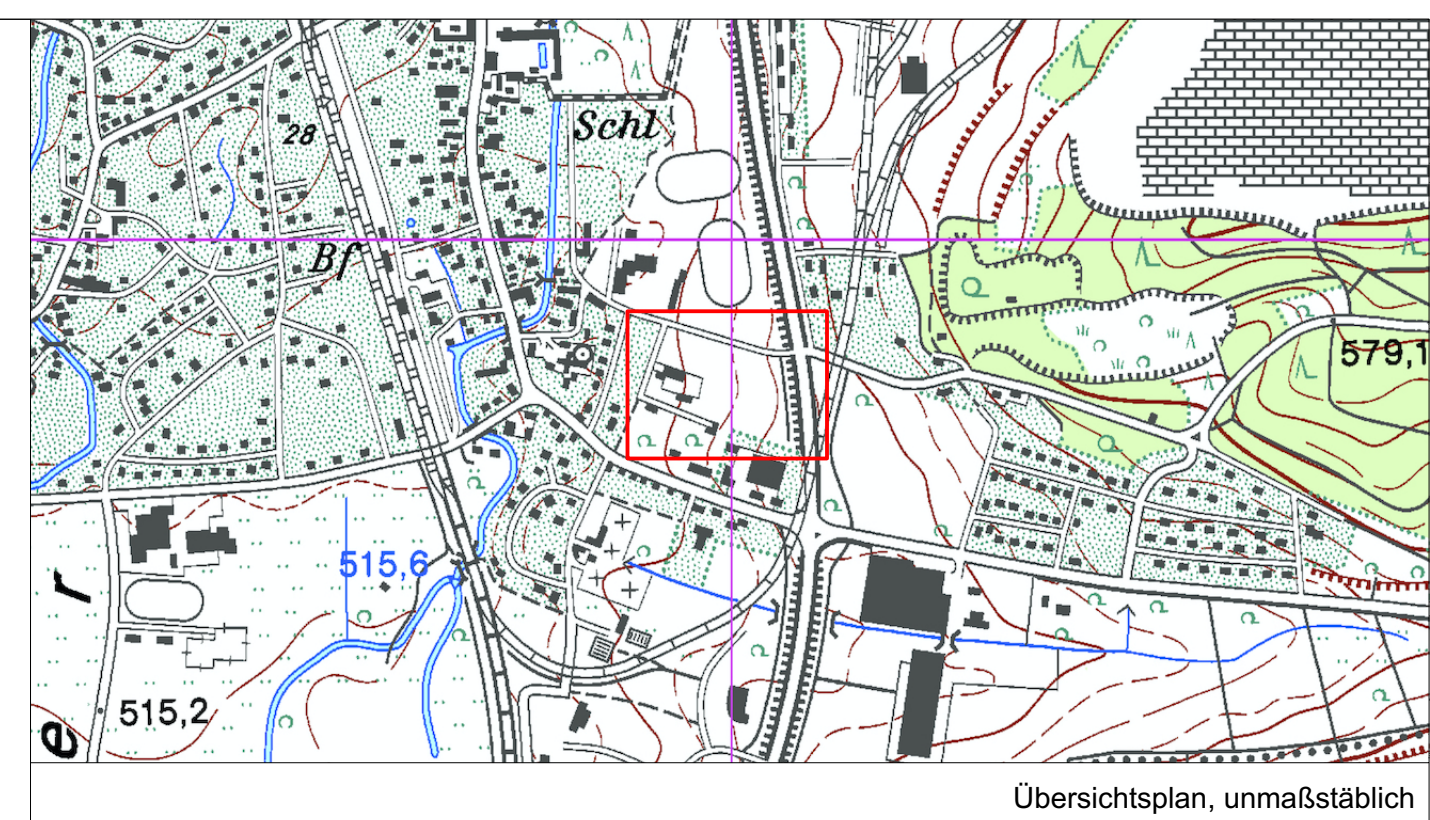 Schl
28
Bf
579,1
515,6
r
515,2
e
Übersichtsplan, unmaßstäblich